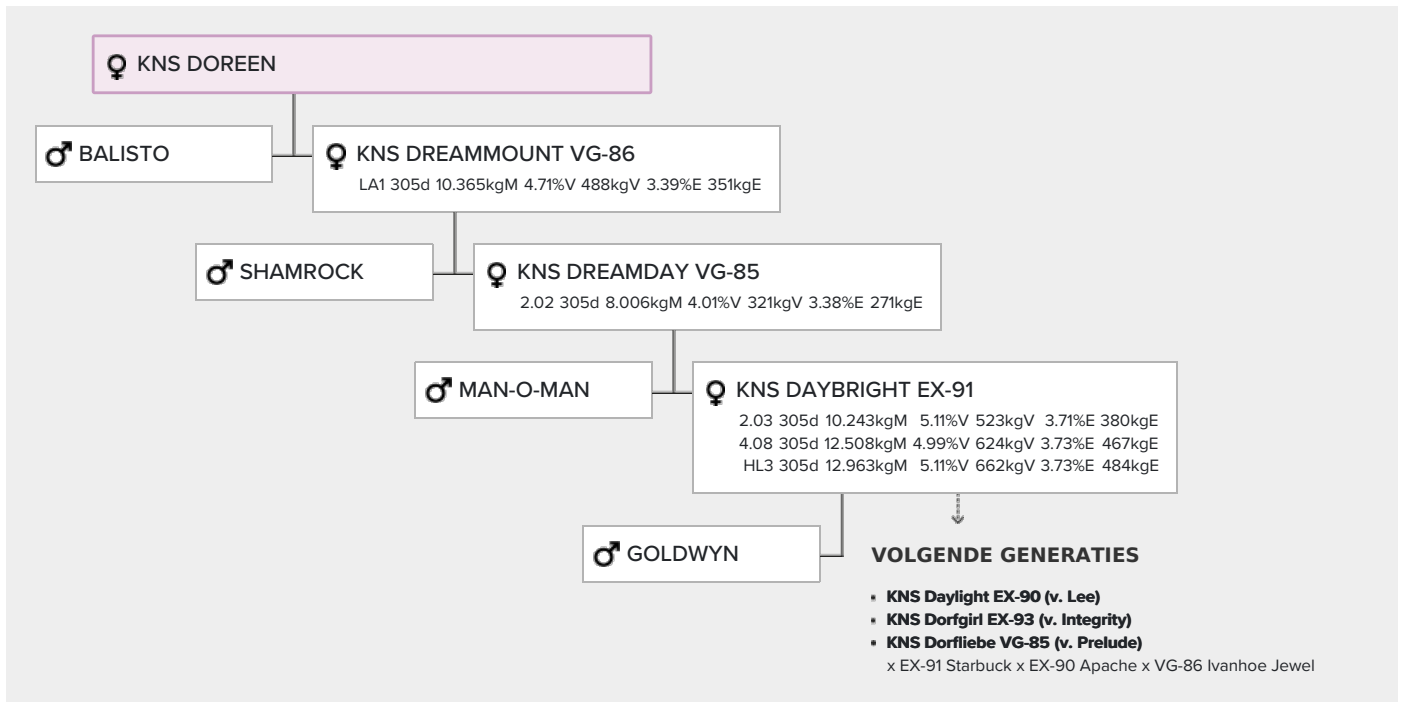 KNS DOREEN
BALISTO
KNS DREAMMOUNT VG-86
LA1 305d 10.365kgM 4.71%V 488kgV 3.39%E 351kgE
SHAMROCK
KNS DREAMDAY VG-85
2.02 305d 8.006kgM 4.01%V 321kgV 3.38%E 271kgE
MAN-O-MAN
KNS DAYBRIGHT EX-91
2.03 305d 10.243kgM 5.11%V 523kgV 3.71%E 380kgE
4.08 305d 12.508kgM 4.99%V 624kgV 3.73%E 467kgE
HL3 305d 12.963kgM 5.11%V 662kgV 3.73%E 484kgE
GOLDWYN
VOLGENDE GENERATIES
KNS Daylight EX-90 (v. Lee)
KNS Dorfgirl EX-93 (v. Integrity)
KNS Dorfliebe VG-85 (v. Prelude)
x EX-91 Starbuck x EX-90 Apache x VG-86 Ivanhoe Jewel